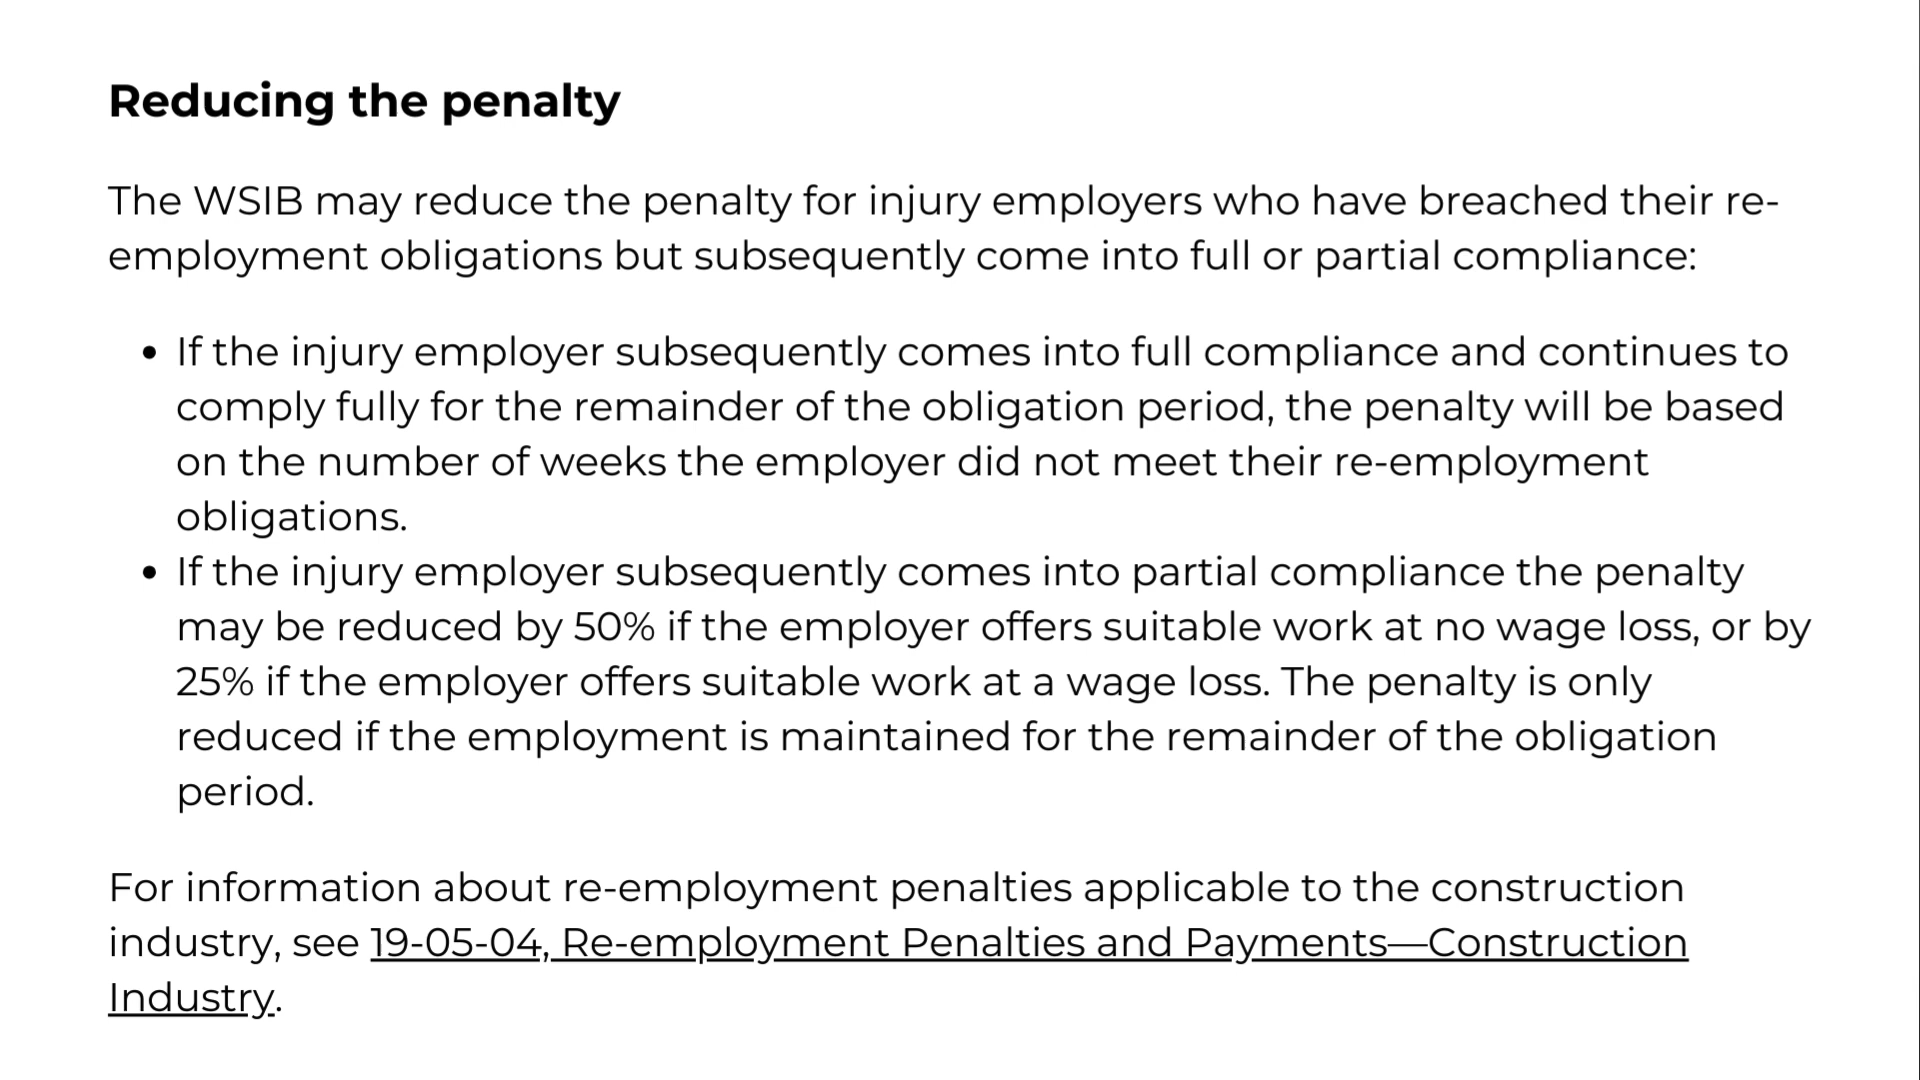 Reducing the penalty
The WSIB may reduce the penalty for injury employers who have breached their re-
employment obligations but subsequently come into full or partial compliance:
• If the injury employer subsequently comes into full compliance and continues to
comply fully for the remainder of the obligation period, the penalty will be based
on the number of weeks the employer did not meet their re-employment
obligations.
• If the injury employer subsequently comes into partial compliance the penalty
may be reduced by 50% if the employer offers suitable work at no wage loss, or by
25% if the employer offers suitable work at a wage loss. The penalty is only
reduced if the employment is maintained for the remainder of the obligation
period.
For information about re-employment penalties applicable to the construction
industry, see 19-05-04, Re-employment Penalties and Payments—Construction
Industry.